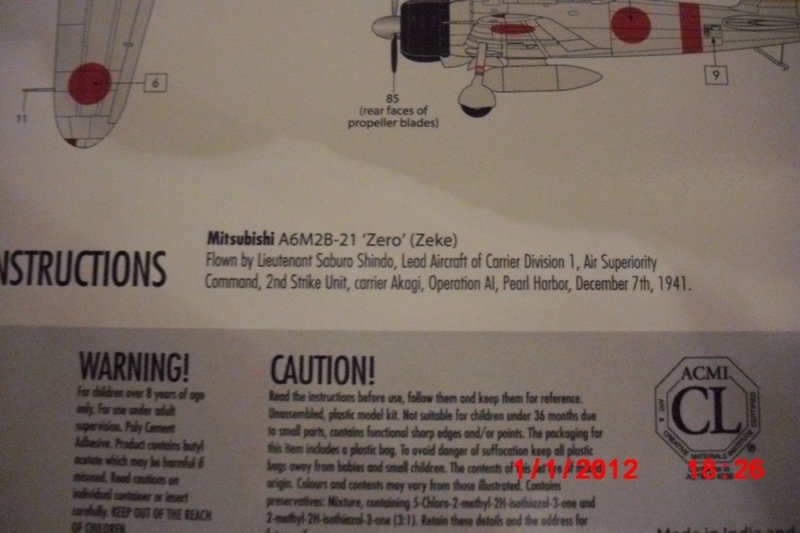 6
11
85
(rear faces of
propeller blades)
9
Mitsubishi A6M2B-21 'Zero' (Zeke)
Flown by Lieutenant Saburo Shindo, Lead Aircraft of Carrier Division 1, Air Superiority
Command, 2nd Strike Unit, carrier Akagi, Operation AI, Pearl Harbor, December 7th, 1941.
NSTRUCTIONS
WARNING!
For children over 8 years of age
only. For use under adult
supervision. Poly Cement
Adhesive. Product contains butyl
acetate which may be harmful if
misused. Read cautions on
individual container or insert
carefully. KEEP OUT OF THE REACH
OF CHILDREN
CAUTION!
Read the instructions before use, follow them and keep them for reference.
Unassembled, plastic model kit. Not suitable for children under 36 months due
to small parts, contains functional sharp edges and/or points. The packaging for
this item includes a plastic bag. To avoid danger of suffocation keep all plastic
bags away from babies and small children. The contents of this
origin. Colours and contents may vary from those illustrated. Contains
preservatives: Mixture, containing 5-Chloro-2-methyl-2H-isothiazol-3-one and
2-methyl-2H-isothiazol-3-one (3:1). Retain these details and the address for
ACMI
CL
ART & CREATIVE MATERIALS INSTITUTE CERTIFIED
®
1/1/2012 18:26
Made in India and